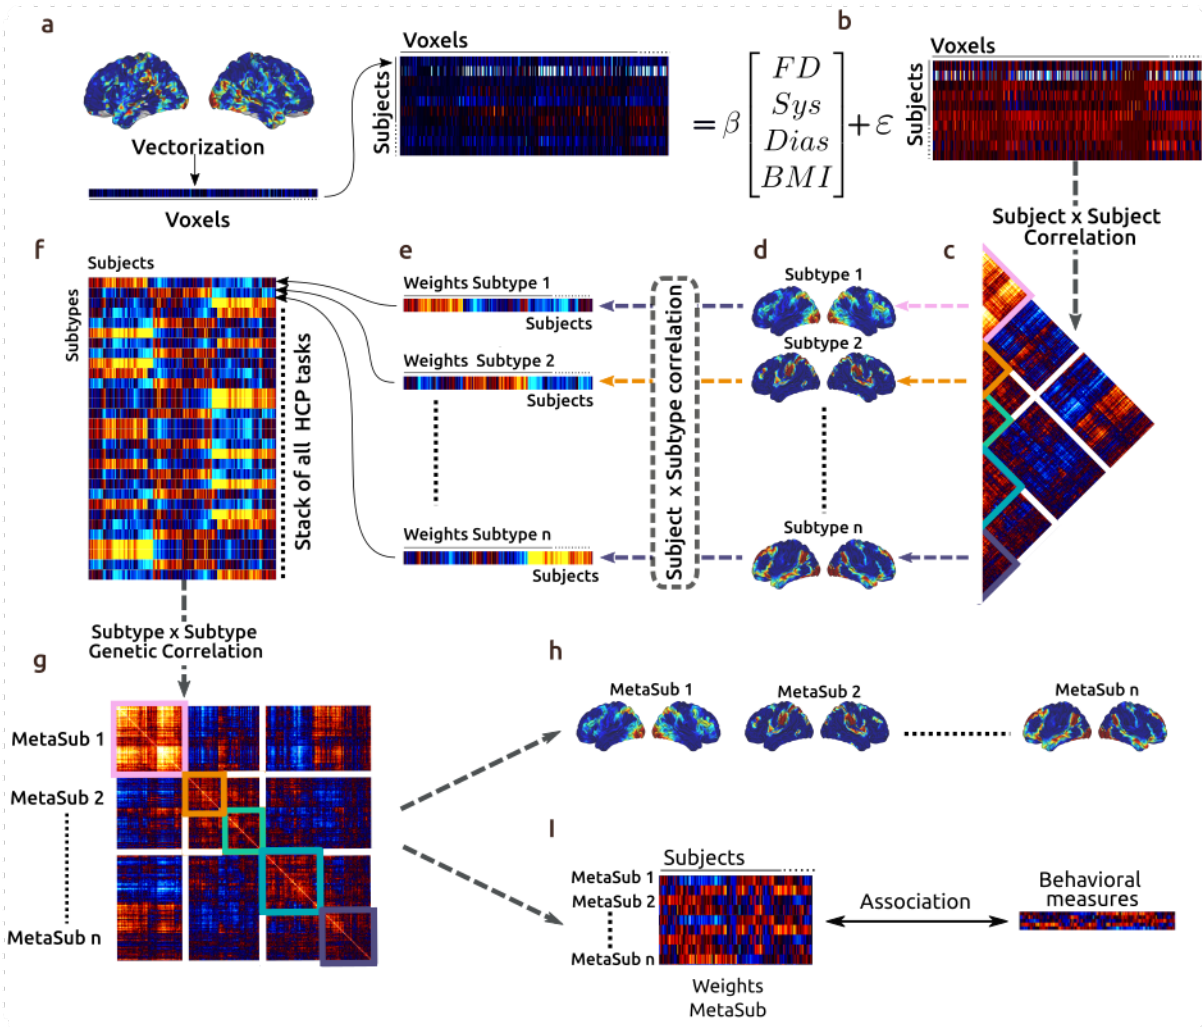 a
Voxels
Subjects
Vectorization
Voxels
= β
FD
Sys
Dias
BMI
+ ε
b
Voxels
Subjects
Subject x Subject
Correlation
f
Subjects
Subtypes
Stack of all HCP tasks
e
Weights Subtype 1
Subjects
Weights Subtype 2
Subjects
Weights Subtype n
Subjects
Subject x Subtype correlation
d
Subtype 1
Subtype 2
Subtype n
c
Subtype x Subtype
Genetic Correlation
g
MetaSub 1
MetaSub 2
MetaSub n
h
MetaSub 1
MetaSub 2
MetaSub n
I
Subjects
MetaSub 1
MetaSub 2
MetaSub n
Weights
MetaSub
Association
Behavioral
measures